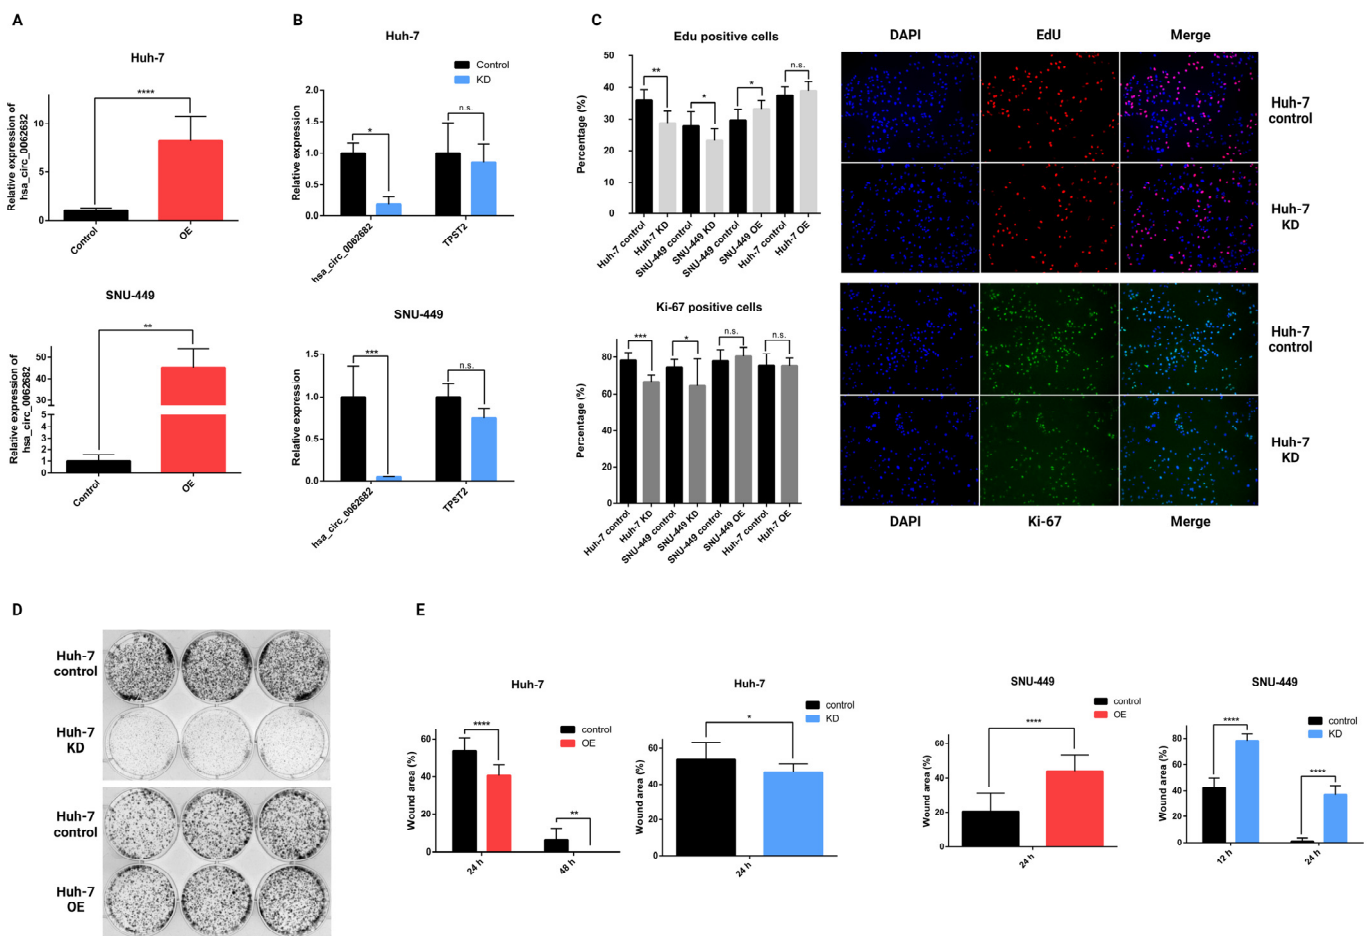 A
Huh-7
Relative expression of
hsa_circ_0062682
****
10
5
0
Control
OE
SNU-449
Relative expression of
hsa_circ_0062682
**
50
40
30
5
4
3
2
1
0
Control
OE
B
Huh-7
Control
KD
Relative expression
2.0
1.5
1.0
0.5
0.0
*
n.s.
hsa_circ_0062682
TPST2
SNU-449
Relative expression
1.5
1.0
0.5
0.0
***
n.s.
hsa_circ_0062682
TPST2
C
Edu positive cells
Percentage (%)
50
40
30
20
10
0
**
*
*
n.s.
Huh-7 control
Huh-7 KD
SNU-449 control
SNU-449 KD
SNU-449 control
SNU-449 OE
Huh-7 control
Huh-7 OE
Ki-67 positive cells
Percentage (%)
80
60
40
20
0
***
*
n.s.
n.s.
Huh-7 control
Huh-7 KD
SNU-449 control
SNU-449 KD
SNU-449 control
SNU-449 OE
Huh-7 control
Huh-7 OE
DAPI
EdU
Merge
Huh-7
control
Huh-7
KD
Huh-7
control
Huh-7
KD
DAPI
Ki-67
Merge
D
Huh-7
control
Huh-7
KD
Huh-7
control
Huh-7
OE
E
Huh-7
control
OE
Wound area (%)
60
40
20
0
****
**
24 h
48 h
Huh-7
control
KD
Wound area (%)
60
40
20
0
*
24 h
SNU-449
control
OE
Wound area (%)
60
40
20
0
****
24 h
SNU-449
control
KD
Wound area (%)
80
60
40
20
0
****
****
12 h
24 h